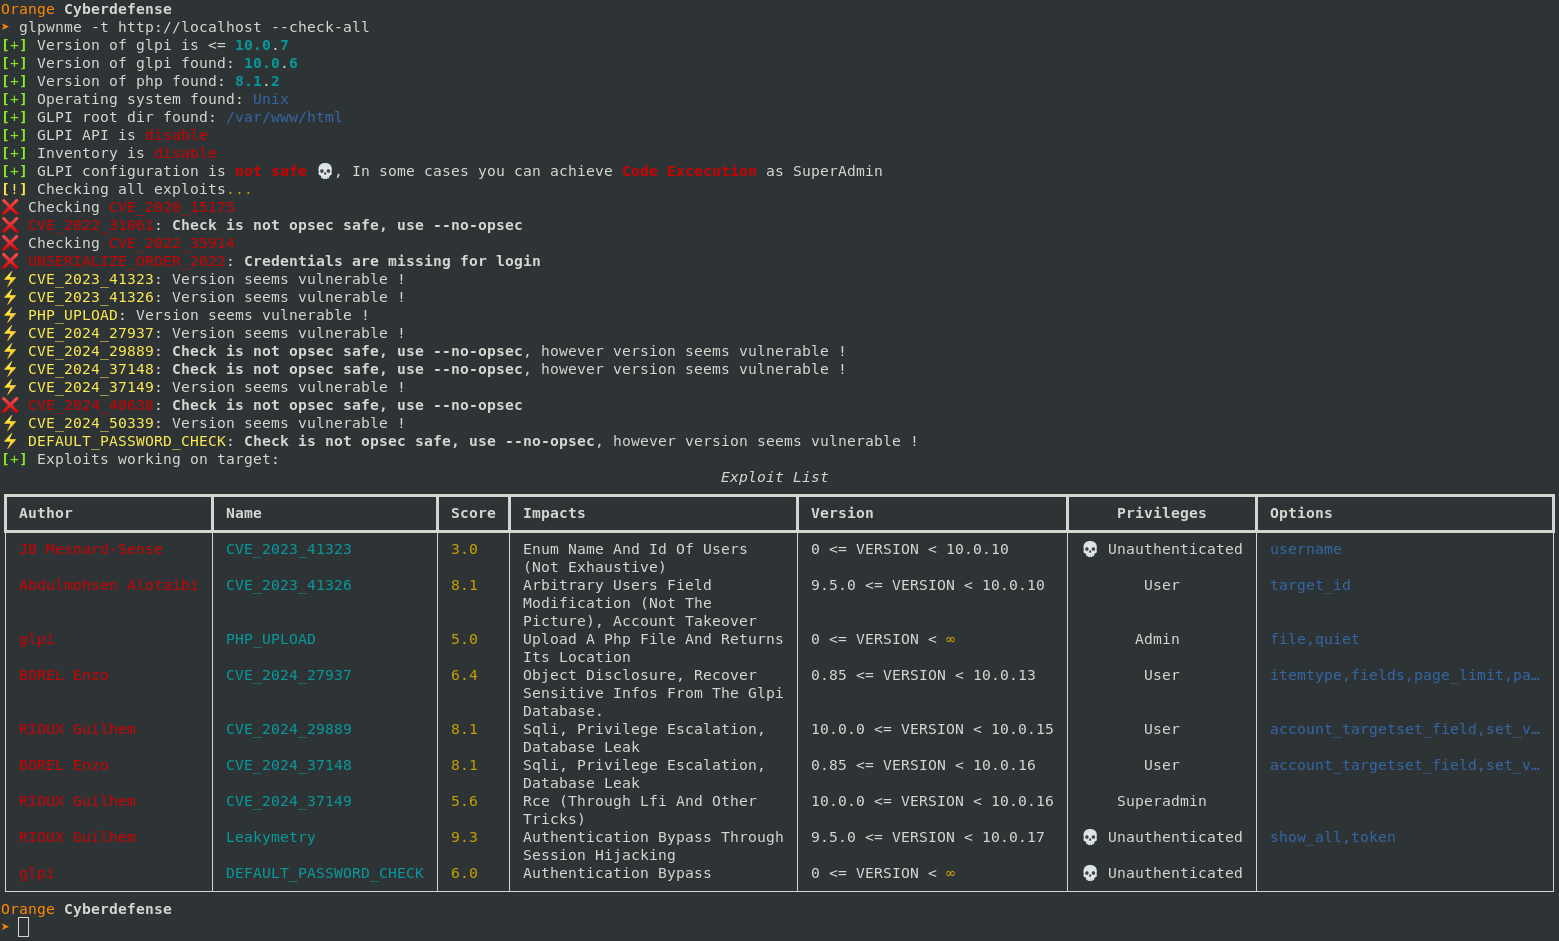 Orange Cyberdefense
➤ glpwnme -t http://localhost --check-all
[+] Version of glpi is <= 10.0.7
[+] Version of glpi found: 10.0.6
[+] Version of php found: 8.1.2
[+] Operating system found: Unix
[+] GLPI root dir found: /var/www/html
[+] GLPI API is disable
[+] Inventory is disable
[+] GLPI configuration is not safe 💀, In some cases you can achieve Code Excecution as SuperAdmin
[!] Checking all exploits...
❌ Checking CVE_2020_15175
❌ CVE_2022_31061: Check is not opsec safe, use --no-opsec
❌ Checking CVE_2022_35914
❌ UNSERIALIZE_ORDER_2022: Credentials are missing for login
⚡ CVE_2023_41323: Version seems vulnerable !
⚡ CVE_2023_41326: Version seems vulnerable !
⚡ PHP_UPLOAD: Version seems vulnerable !
⚡ CVE_2024_27937: Version seems vulnerable !
⚡ CVE_2024_29889: Check is not opsec safe, use --no-opsec, however version seems vulnerable !
⚡ CVE_2024_37148: Check is not opsec safe, use --no-opsec, however version seems vulnerable !
⚡ CVE_2024_37149: Version seems vulnerable !
❌ CVE_2024_40638: Check is not opsec safe, use --no-opsec
⚡ CVE_2024_50339: Version seems vulnerable !
⚡ DEFAULT_PASSWORD_CHECK: Check is not opsec safe, use --no-opsec, however version seems vulnerable !
[+] Exploits working on target:
Exploit List
Author Name Score Impacts Version Privileges Options
JB Mesnard-Sense CVE_2023_41323 3.0 Enum Name And Id Of Users 0 <= VERSION < 10.0.10 💀 Unauthenticated username
(Not Exhaustive)
Abdulmohsen Alotaibi CVE_2023_41326 8.1 Arbitrary Users Field 9.5.0 <= VERSION < 10.0.10 User target_id
Modification (Not The
Picture), Account Takeover
glpi PHP_UPLOAD 5.0 Upload A Php File And Returns 0 <= VERSION < ∞ Admin file,quiet
Its Location
BOREL Enzo CVE_2024_27937 6.4 Object Disclosure, Recover 0.85 <= VERSION < 10.0.13 User itemtype,fields,page_limit,pa…
Sensitive Infos From The Glpi
Database.
RIOUX Guilhem CVE_2024_29889 8.1 Sqli, Privilege Escalation, 10.0.0 <= VERSION < 10.0.15 User account_targetset_field,set_v…
Database Leak
BOREL Enzo CVE_2024_37148 8.1 Sqli, Privilege Escalation, 0.85 <= VERSION < 10.0.16 User account_targetset_field,set_v…
Database Leak
RIOUX Guilhem CVE_2024_37149 5.6 Rce (Through Lfi And Other 10.0.0 <= VERSION < 10.0.16 Superadmin
Tricks)
RIOUX Guilhem Leakymetry 9.3 Authentication Bypass Through 9.5.0 <= VERSION < 10.0.17 💀 Unauthenticated show_all,token
Session Hijacking
glpi DEFAULT_PASSWORD_CHECK 6.0 Authentication Bypass 0 <= VERSION < ∞ 💀 Unauthenticated
Orange Cyberdefense
➤